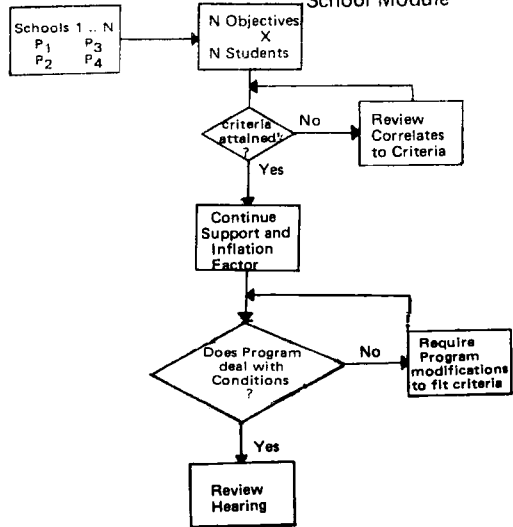 School Module
Schools 1 .. N
P1 P3
P2 P4
N Objectives
X
N Students
criteria
attained
?
No
Review
Correlates
to Criteria
Yes
Continue
Support and
Inflation
Factor
Does Program
deal with
Conditions
?
No
Require
Program
modifications
to fit criteria
Yes
Review
Hearing